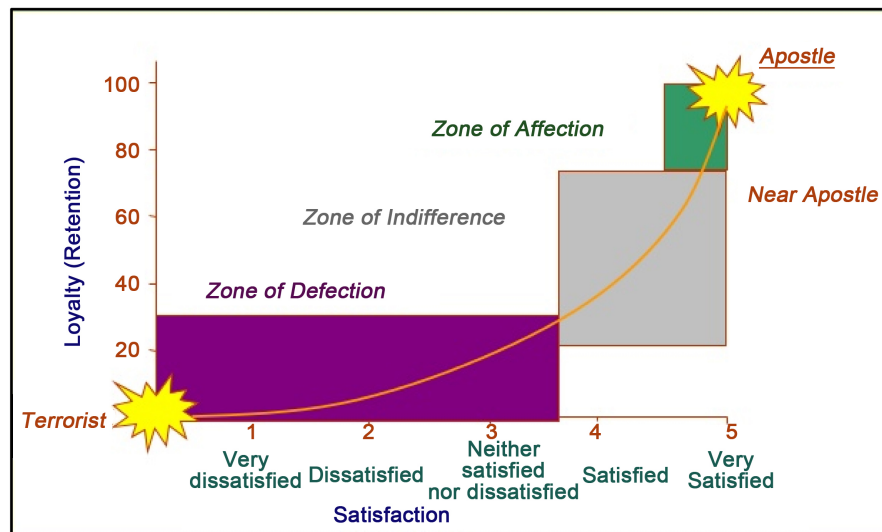 Apostle
100
Zone of Affection
80
Near Apostle
Zone of Indifference
60
Loyalty (Retention)
Zone of Defection
40
20
Terrorist
1
2
3
4
5
Very
dissatisfied
Dissatisfied
Neither
satisfied
nor dissatisfied
Satisfied
Very
Satisfied
Satisfaction